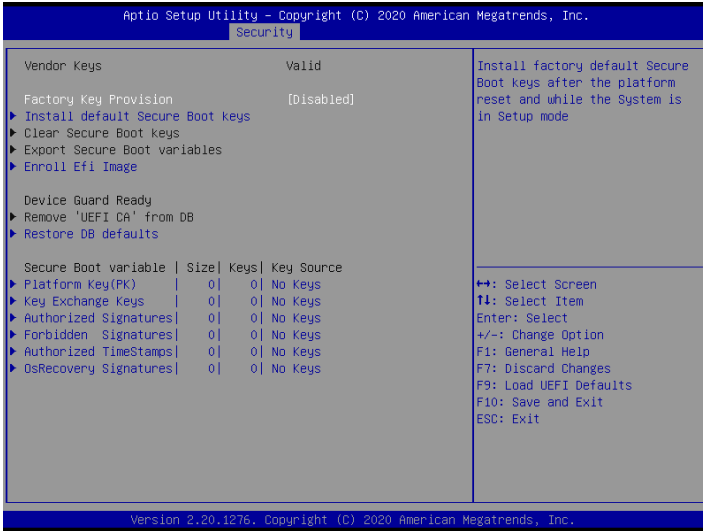 Aptio Setup Utility – Copyright (C) 2020 American Megatrends, Inc.
Security
Vendor Keys Valid
Factory Key Provision [Disabled]
Install default Secure Boot keys
Clear Secure Boot keys
Export Secure Boot variables
Enroll Efi Image
Device Guard Ready
Remove 'UEFI CA' from DB
Restore DB defaults
Secure Boot variable | Size| Keys| Key Source
Platform Key(PK) | 0| 0| No Keys
Key Exchange Keys | 0| 0| No Keys
Authorized Signatures| 0| 0| No Keys
Forbidden Signatures| 0| 0| No Keys
Authorized TimeStamps| 0| 0| No Keys
OsRecovery Signatures| 0| 0| No Keys
Install factory default Secure
Boot keys after the platform
reset and while the System is
in Setup mode
↔: Select Screen
↑↓: Select Item
Enter: Select
+/-: Change Option
F1: General Help
F7: Discard Changes
F9: Load UEFI Defaults
F10: Save and Exit
ESC: Exit
Version 2.20.1276. Copyright (C) 2020 American Megatrends, Inc.